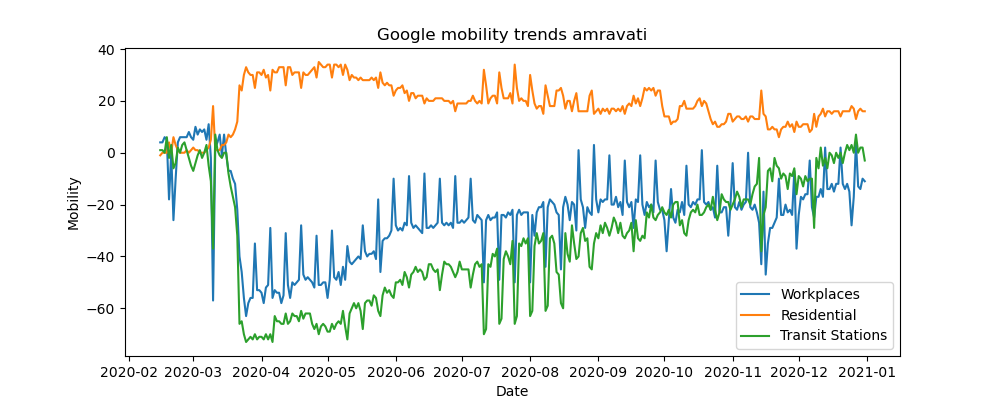 Google mobility trends amravati
40
20
0
−20
−40
−60
Mobility
Workplaces
Residential
Transit Stations
2020-02 2020-03 2020-04 2020-05 2020-06 2020-07 2020-08 2020-09 2020-10 2020-11 2020-12 2021-01
Date